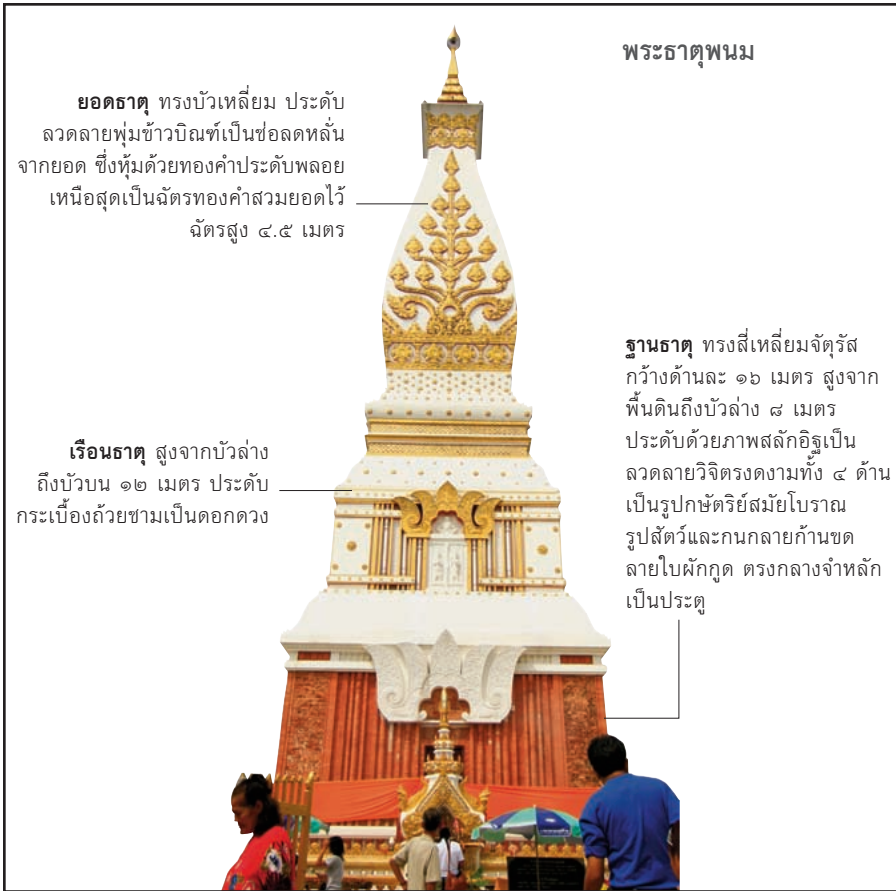 พระธาตุพนม
ยอดธาตุ ทรงบัวเหลี่ยม ประดับ
ลวดลายพุ่มข้าวบิณฑ์เป็นช่อลดหลั่น
จากยอด ซึ่งหุ้มด้วยทองคำประดับพลอย
เหนือสุดเป็นฉัตรทองคำสวมยอดไว้
ฉัตรสูง ๔.๕ เมตร
เรือนธาตุ สูงจากบัวล่าง
ถึงบัวบน ๑๒ เมตร ประดับ
กระเบื้องถ้วยชามเป็นดอกดวง
ฐานธาตุ ทรงสี่เหลี่ยมจัตุรัส
กว้างด้านละ ๑๖ เมตร สูงจาก
พื้นดินถึงบัวล่าง ๘ เมตร
ประดับด้วยภาพสลักอิฐเป็น
ลวดลายวิจิตรงดงามทั้ง ๔ ด้าน
เป็นรูปกษัตริย์สมัยโบราณ
รูปสัตว์และกนกลายก้านขด
ลายใบผักกูด ตรงกลางจำหลัก
เป็นประตู